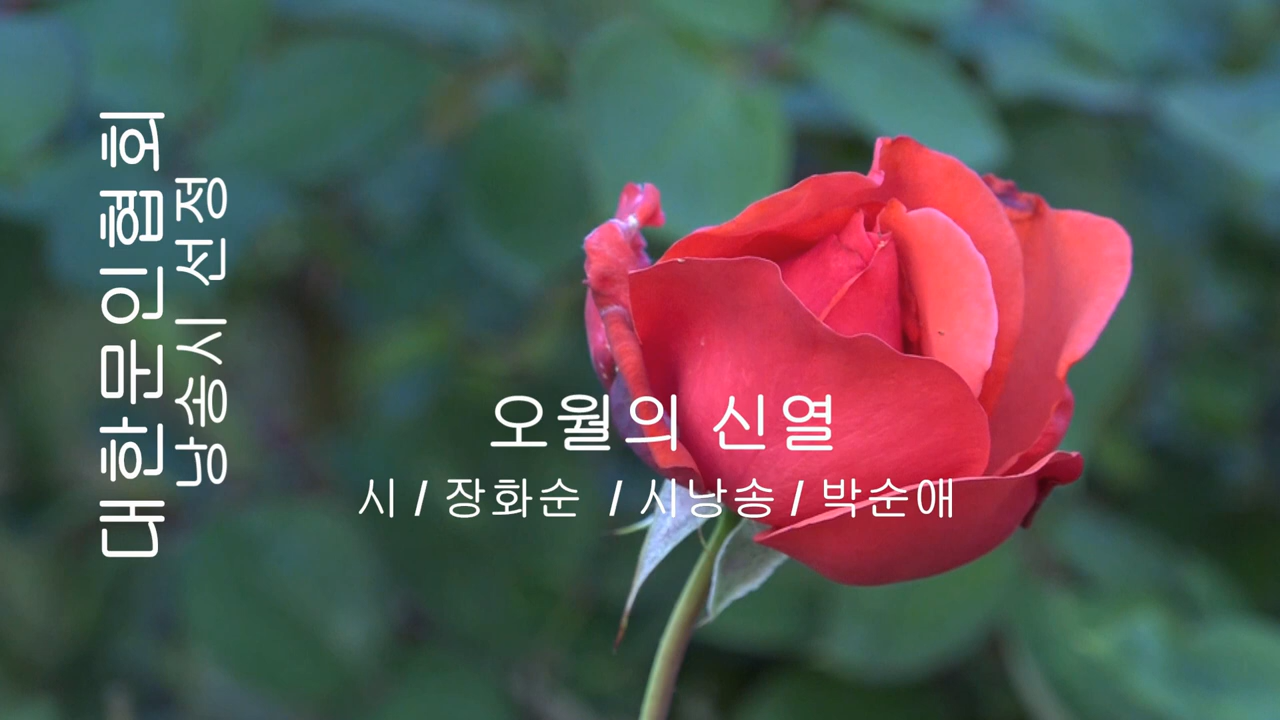 대한문인협회
낭송시 선정
오월의 신열
시 / 장화순 / 시낭송 / 박순애